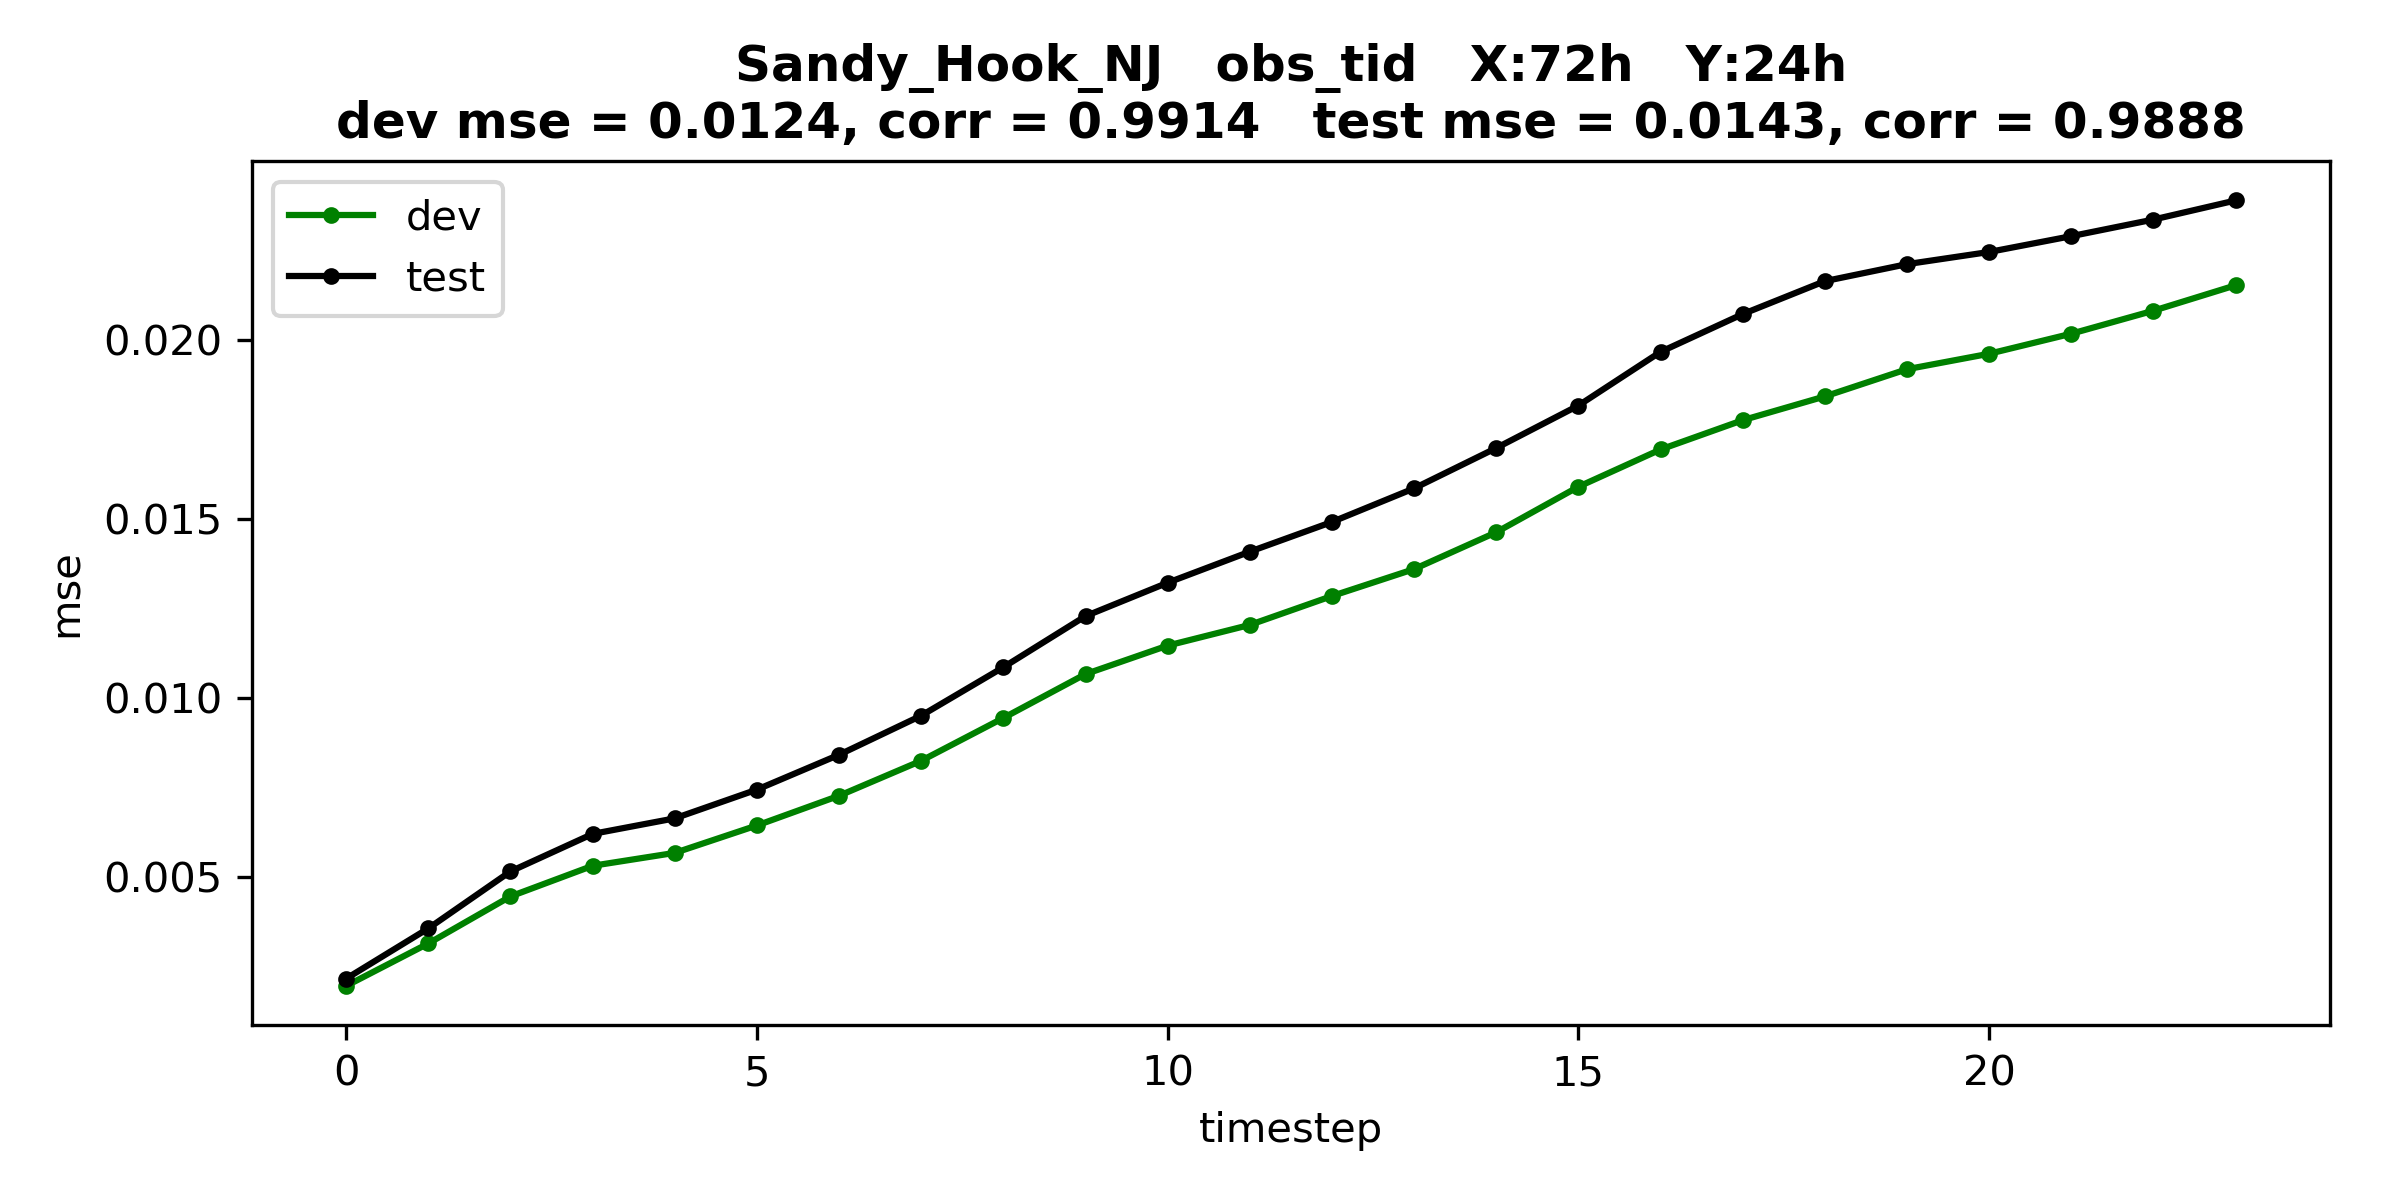 Sandy_Hook_NJ   obs_tid   X:72h   Y:24h
dev mse = 0.0124, corr = 0.9914   test mse = 0.0143, corr = 0.9888
dev
test
0.020
0.015
0.010
0.005
mse
0 5 10 15 20
timestep